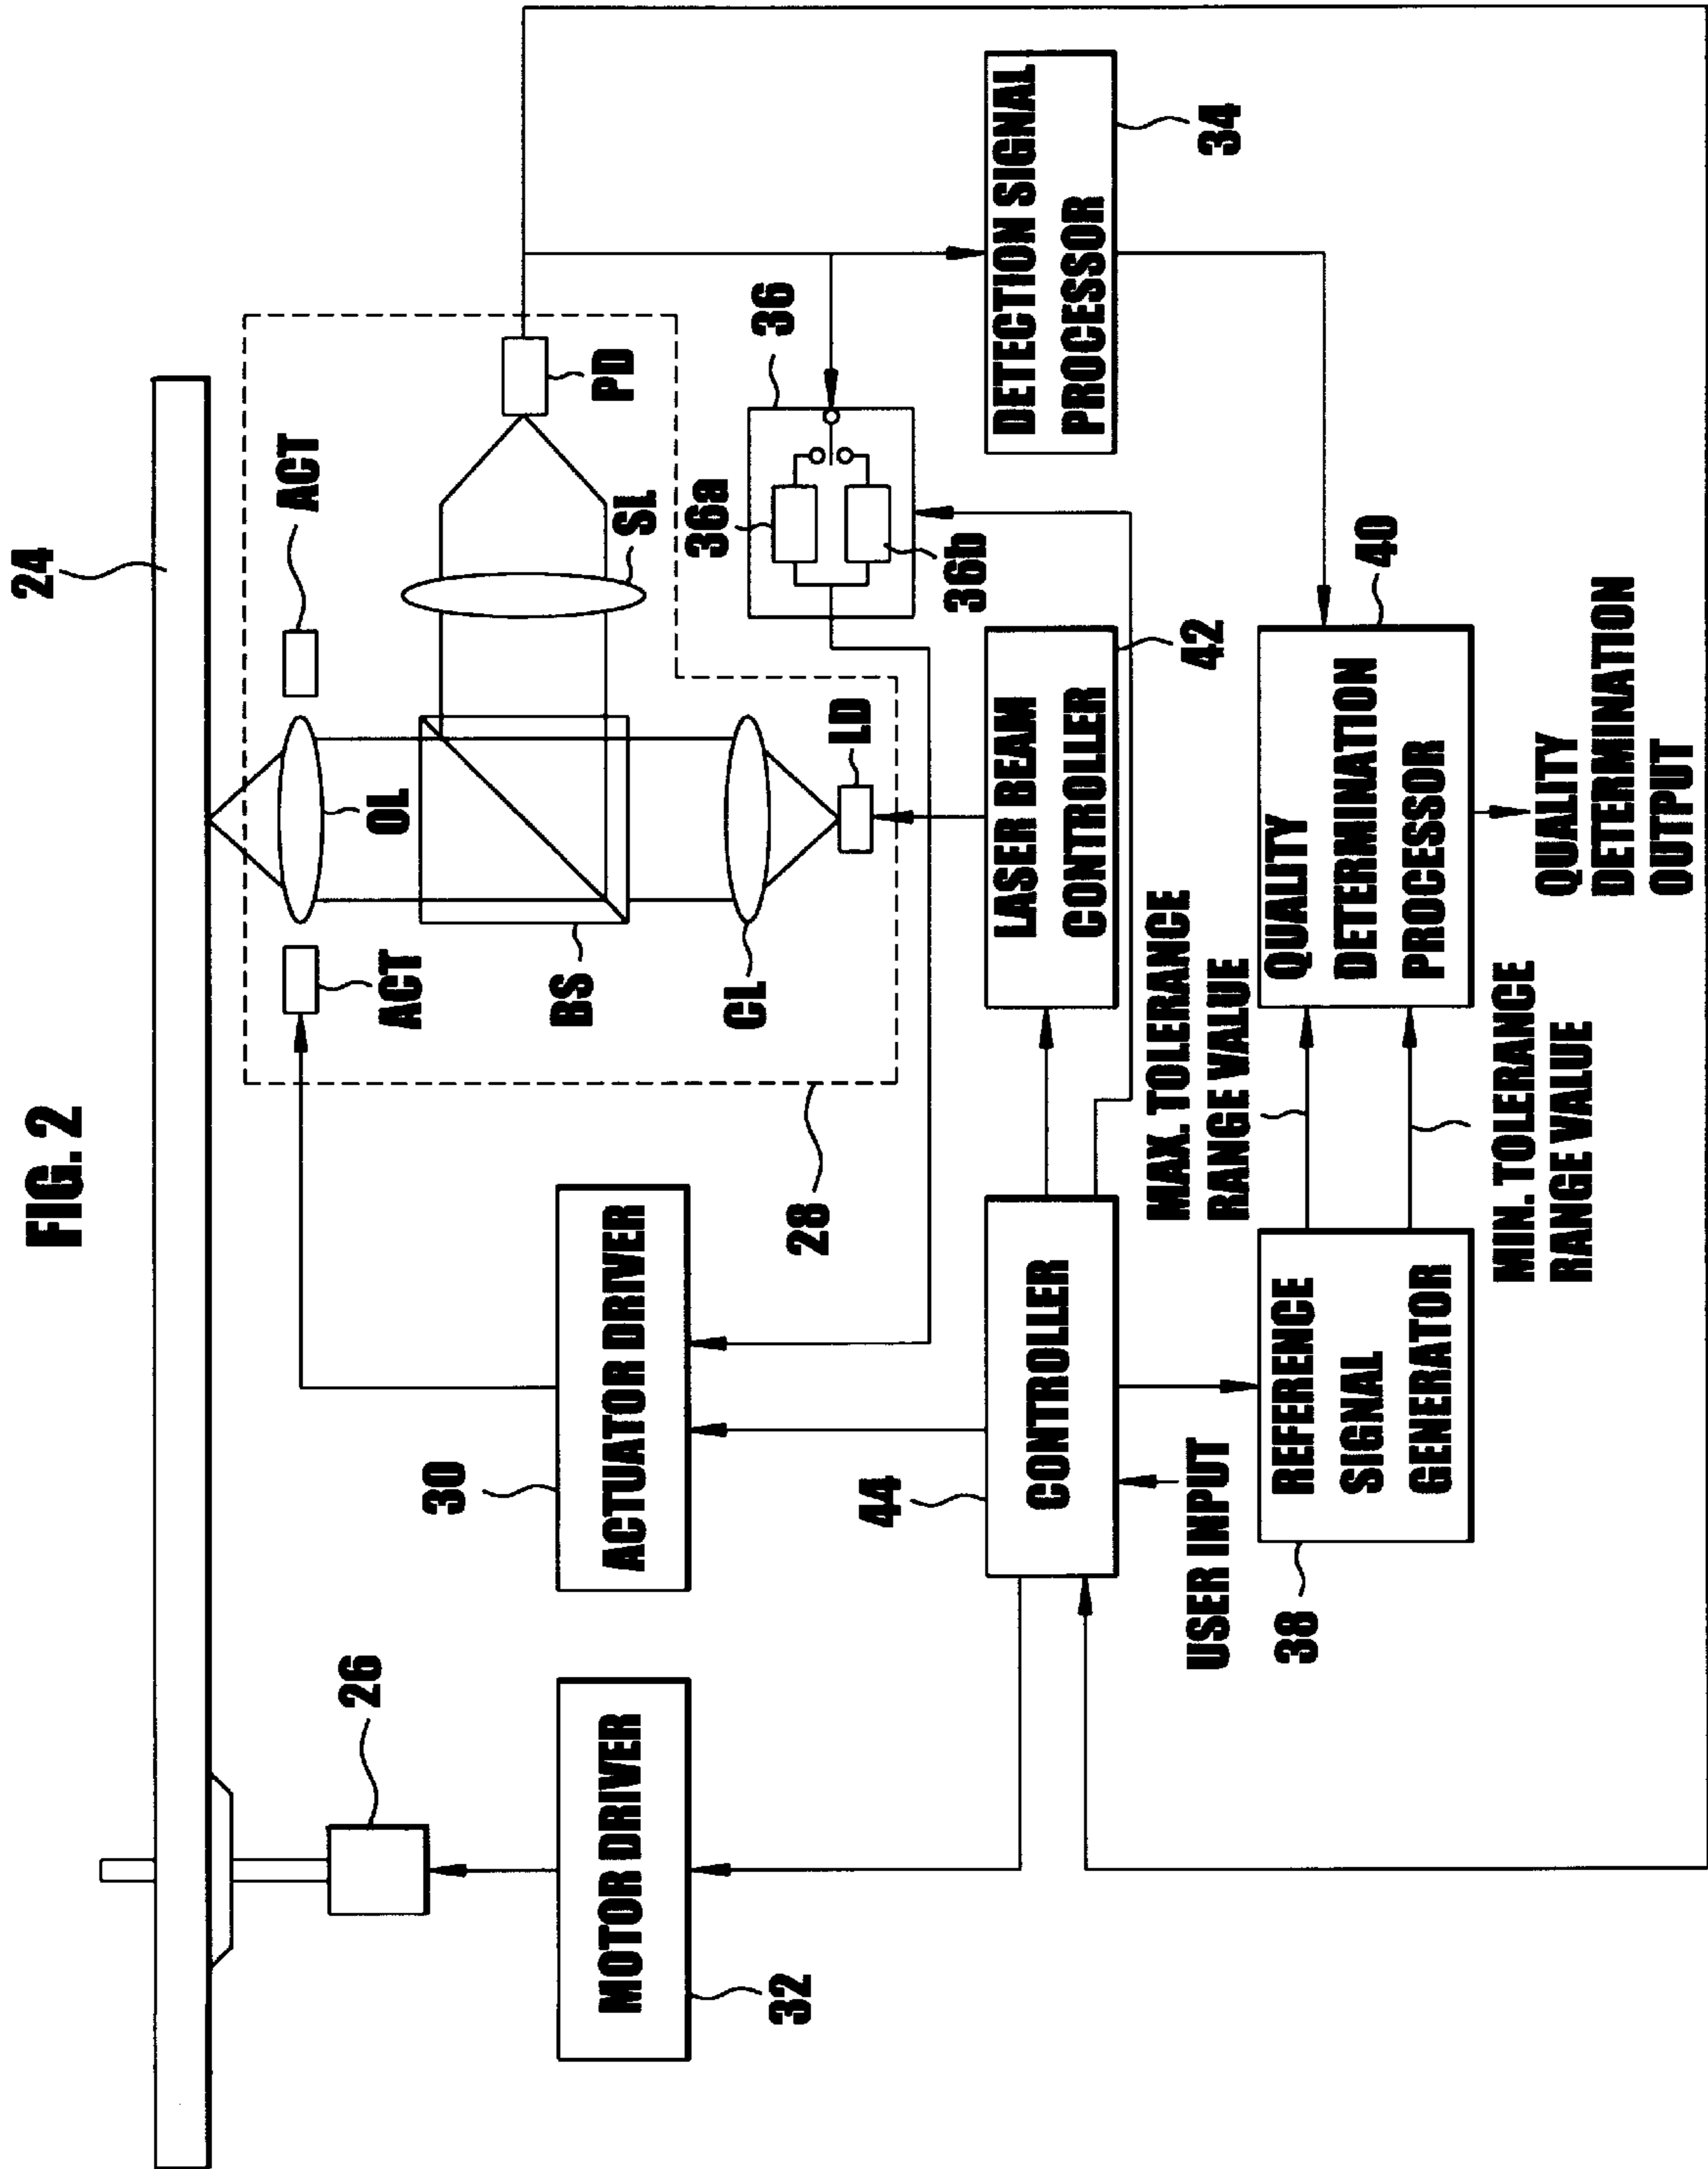 FIG. 2
24
26
ACT
ACT
OL
BS
SL
PD
CL
LD
28
30
ACTUATOR DRIVER
MOTOR DRIVER
32
36
36a
36b
44
CONTROLLER
LASER BEAM
CONTROLLER
42
DETECTION SIGNAL
PROCESSOR
34
USER INPUT
MAX. TOLERANCE
RANGE VALUE
38
REFERENCE
SIGNAL
GENERATOR
QUALITY
DETERMINATION
PROCESSOR
40
MIN. TOLERANCE
RANGE VALUE
QUALITY
DETERMINATION
OUTPUT